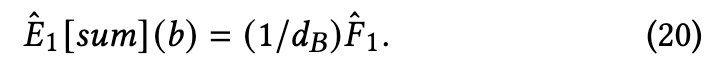 Ê₁[sum](b) = (1/d_B)F̂₁. (20)